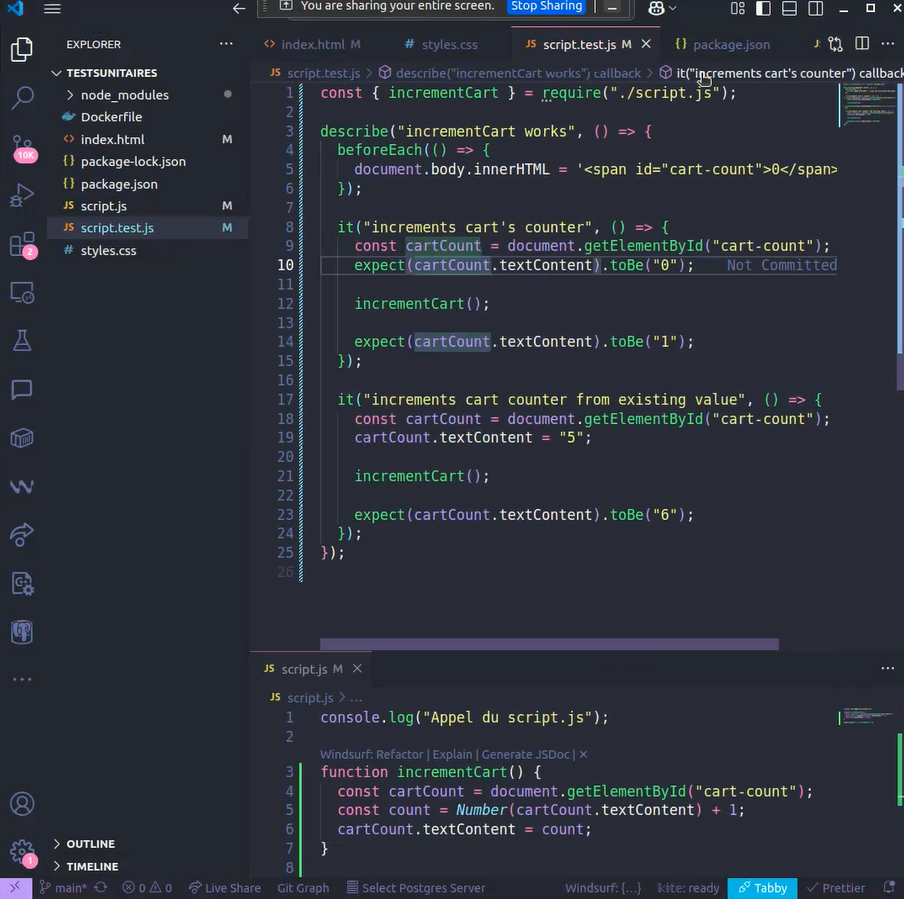 You are sharing your entire screen.
Stop Sharing
EXPLORER
TESTSUNITAIRES
node_modules
Dockerfile
index.html M
package-lock.json
package.json
script.js M
script.test.js M
styles.css
OUTLINE
TIMELINE
10K
2
1
index.html M
styles.css
script.test.js M
package.json
script.test.js > describe("incrementCart works") callback > it("increments cart's counter") callback
1 const { incrementCart } = require("./script.js");
2
3 describe("incrementCart works", () => {
4 beforeEach(() => {
5 document.body.innerHTML = '<span id="cart-count">0</span>
6 });
7
8 it("increments cart's counter", () => {
9 const cartCount = document.getElementById("cart-count");
10 expect(cartCount.textContent).toBe("0"); Not Committed
11
12 incrementCart();
13
14 expect(cartCount.textContent).toBe("1");
15 });
16
17 it("increments cart counter from existing value", () => {
18 const cartCount = document.getElementById("cart-count");
19 cartCount.textContent = "5";
20
21 incrementCart();
22
23 expect(cartCount.textContent).toBe("6");
24 });
25 });
26
JS script.js M
JS script.js > ...
1 console.log("Appel du script.js");
2
Windsurf: Refactor | Explain | Generate JSDoc | ×
3 function incrementCart() {
4 const cartCount = document.getElementById("cart-count");
5 const count = Number(cartCount.textContent) + 1;
6 cartCount.textContent = count;
7 }
8
main* 0 0 Live Share Git Graph Select Postgres Server Windsurf: {...} kite: ready Tabby Prettier